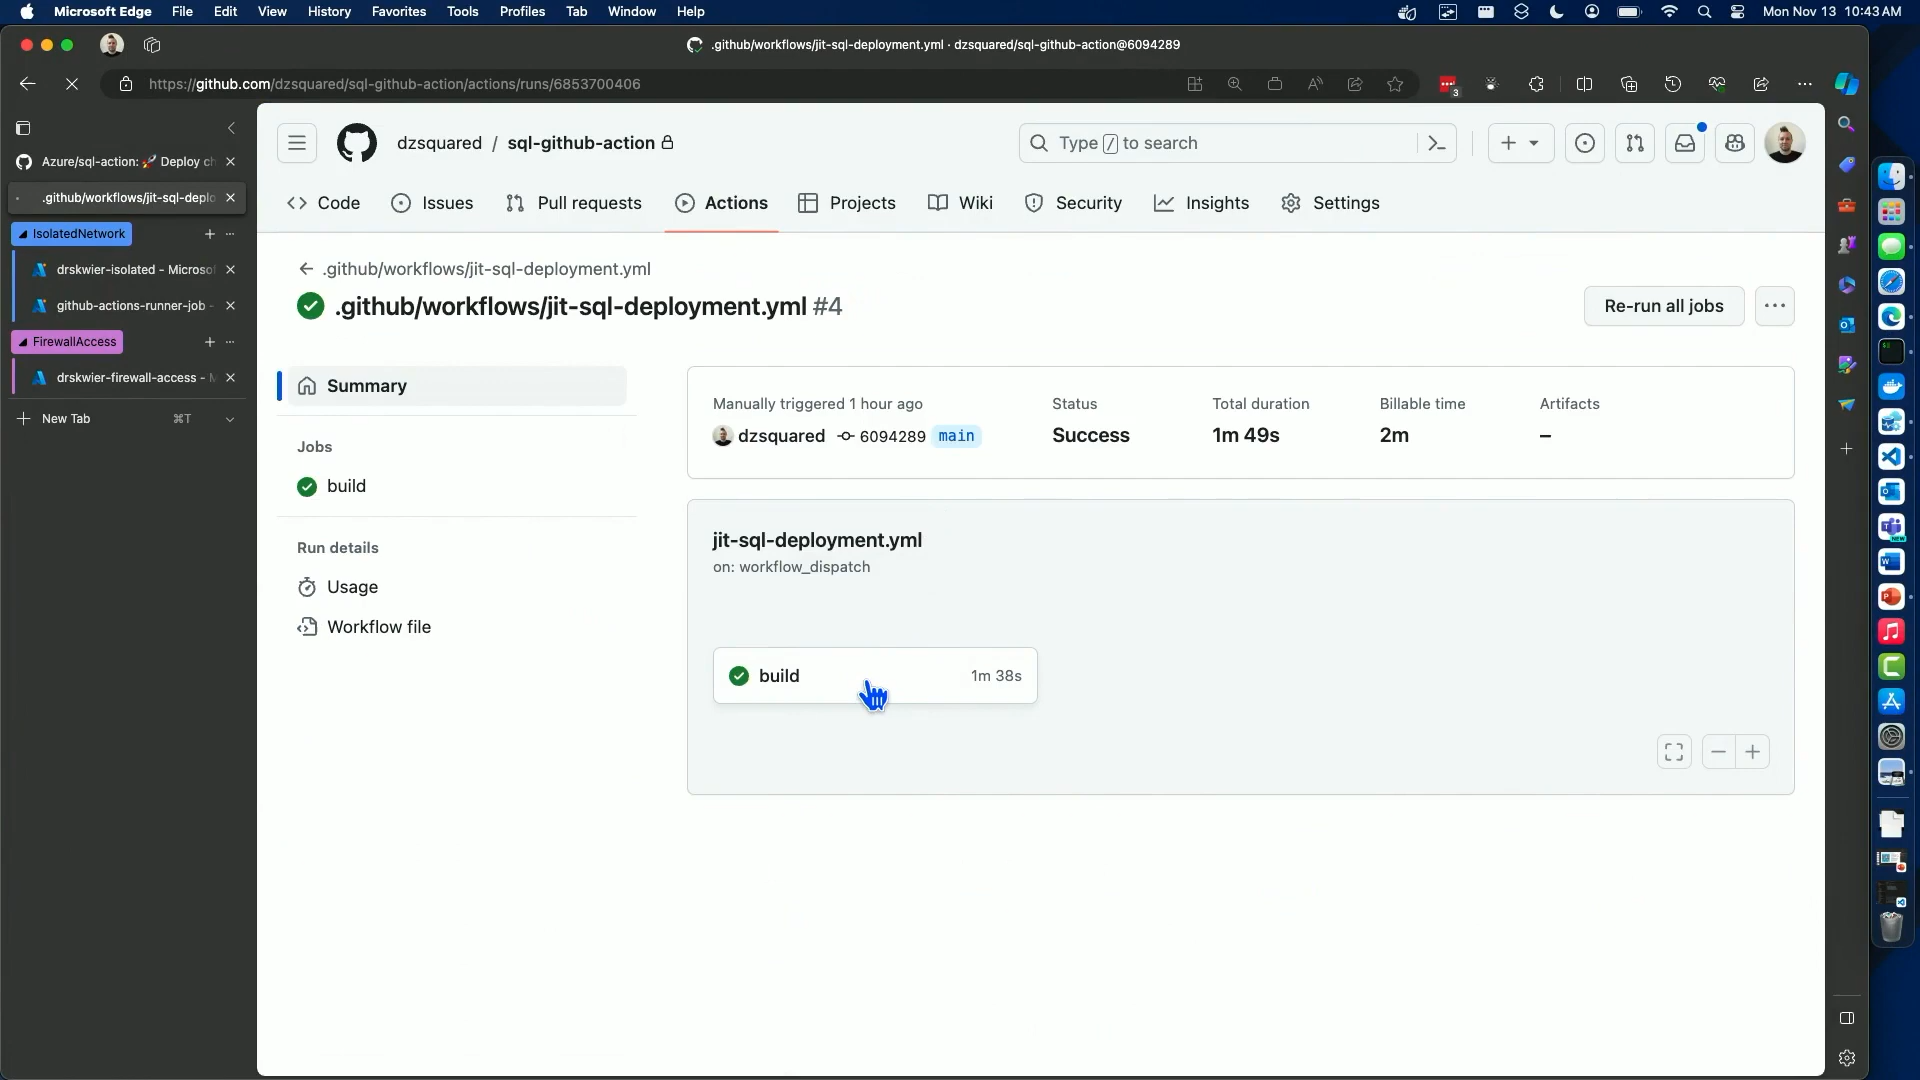 Microsoft Edge File Edit View History Favorites Tools Profiles Tab Window Help
Mon Nov 13 10:43 AM
.github/workflows/jit-sql-deployment.yml · dzsquared/sql-github-action@6094289
https://github.com/dzsquared/sql-github-action/actions/runs/6853700406
3
Azure/sql-action: 🚀 Deploy ch
.github/workflows/jit-sql-deplo
IsolatedNetwork
drskwier-isolated - Microsof
github-actions-runner-job -
FirewallAccess
drskwier-firewall-access - M
New Tab ⌘T
dzsquared / sql-github-action
Type / to search
Code Issues Pull requests Actions Projects Wiki Security Insights Settings
.github/workflows/jit-sql-deployment.yml
.github/workflows/jit-sql-deployment.yml #4
Re-run all jobs
Summary
Jobs
build
Run details
Usage
Workflow file
Manually triggered 1 hour ago
dzsquared 6094289 main
Status
Success
Total duration
1m 49s
Billable time
2m
Artifacts
–
jit-sql-deployment.yml
on: workflow_dispatch
build 1m 38s